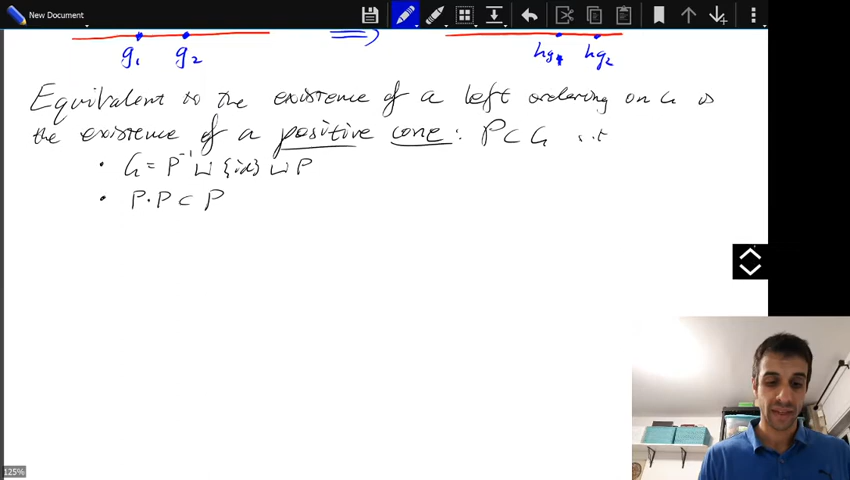 New Document
g₁ g₂ ⟹ hg₁ hg₂
Equivalent to the existence of a left ordering on G is
the existence of a positive cone: P ⊂ G s.t
• G = P⁻¹ ⊔ {id} ⊔ P
• P·P ⊂ P
125%